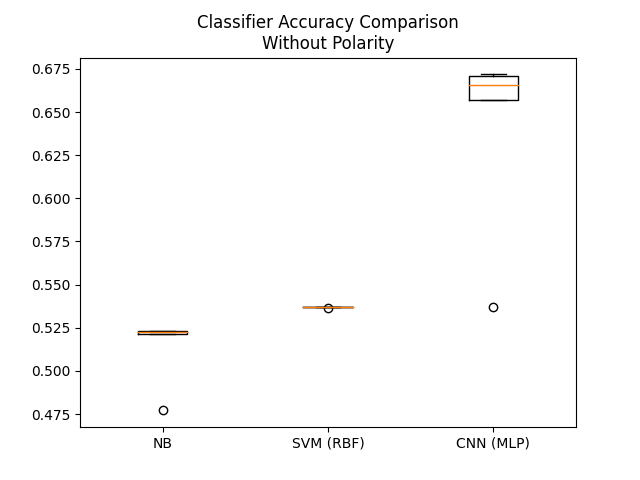 Classifier Accuracy Comparison
Without Polarity
0.675
0.650
0.625
0.600
0.575
0.550
0.525
0.500
0.475
NB
SVM (RBF)
CNN (MLP)